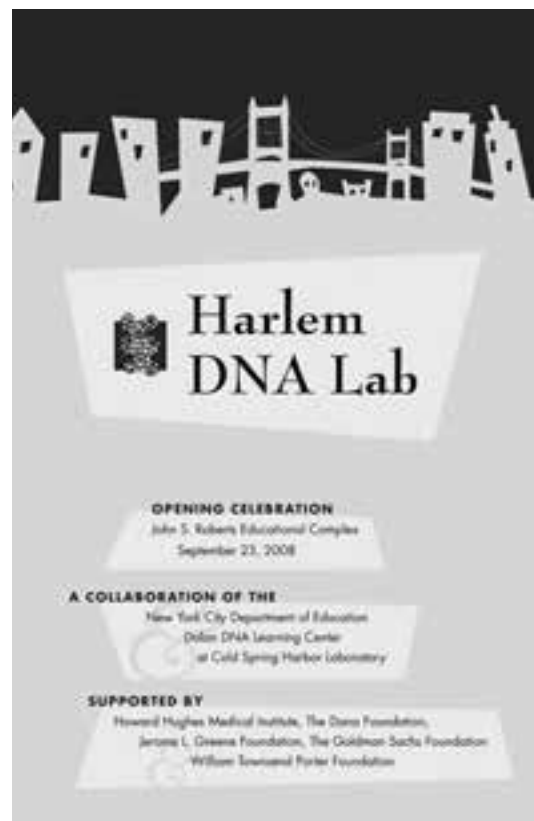 Harlem
DNA Lab
OPENING CELEBRATION
John S. Roberts Educational Complex
September 23, 2008
A COLLABORATION OF THE
New York City Department of Education
Dolan DNA Learning Center
at Cold Spring Harbor Laboratory
SUPPORTED BY
Howard Hughes Medical Institute, The Dana Foundation,
Jerome L. Greene Foundation, The Goldman Sachs Foundation
William Townsend Porter Foundation